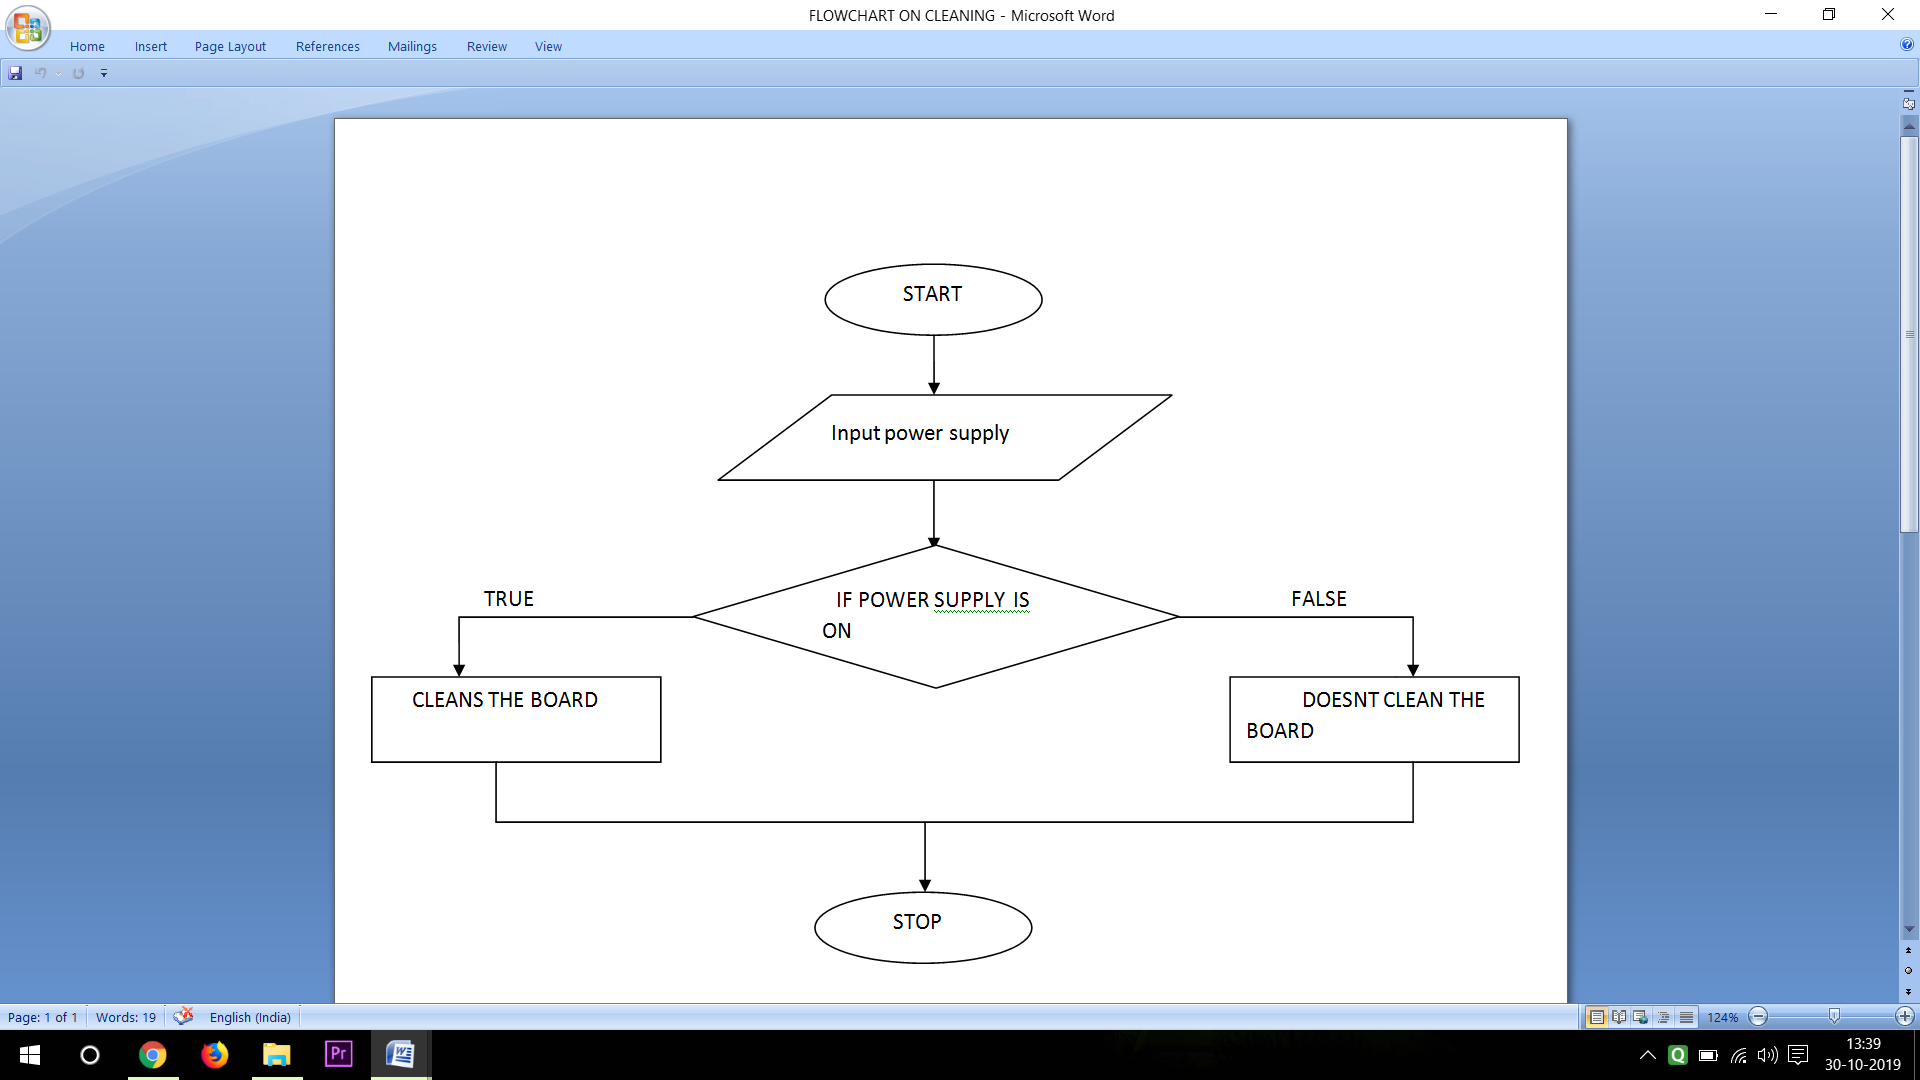 FLOWCHART ON CLEANING - Microsoft Word
Home Insert Page Layout References Mailings Review View
START
Input power supply
IF POWER SUPPLY IS
ON
TRUE
FALSE
CLEANS THE BOARD
DOESNT CLEAN THE
BOARD
STOP
Page: 1 of 1 Words: 19 English (India) 124%
Pr
W
Q
13:39
30-10-2019